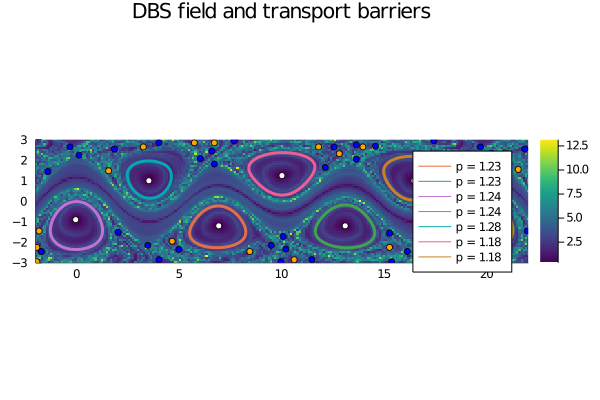 DBS field and transport barriers
3
2
1
0
−1
−2
−3
0
5
10
15
20
p = 1.23
p = 1.23
p = 1.24
p = 1.24
p = 1.28
p = 1.18
p = 1.18
12.5
10.0
7.5
5.0
2.5